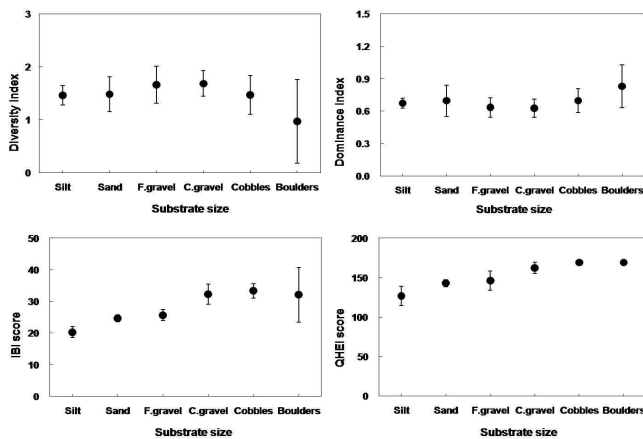 3
2
1
0
Diversity index
Silt Sand F.gravel C.gravel Cobbles Boulders
Substrate size
1.5
1.2
0.9
0.6
0.3
0.0
Dominance index
Silt Sand F.gravel C.gravel Cobbles Boulders
Substrate size
50
40
30
20
10
0
IBI score
Silt Sand F.gravel C.gravel Cobbles Boulders
Substrate size
200
150
100
50
0
QHEI score
Silt Sand F.gravel C.gravel Cobbles Boulders
Substrate size